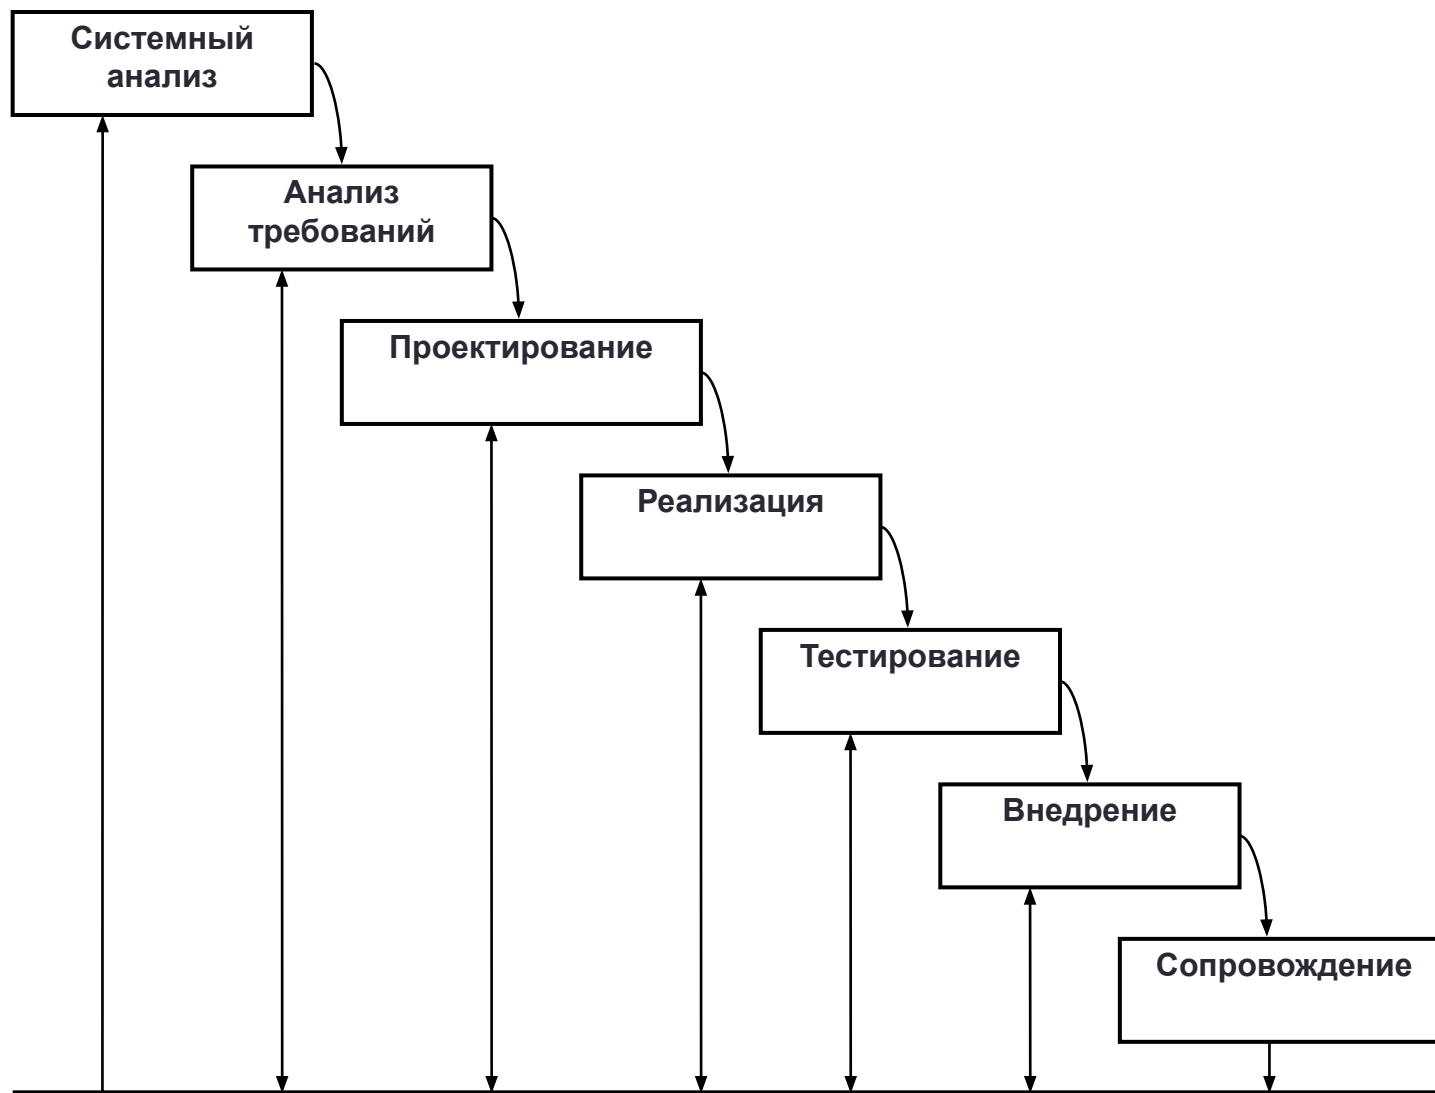 Системный
анализ
Анализ
требований
Проектирование
Реализация
Тестирование
Внедрение
Сопровождение